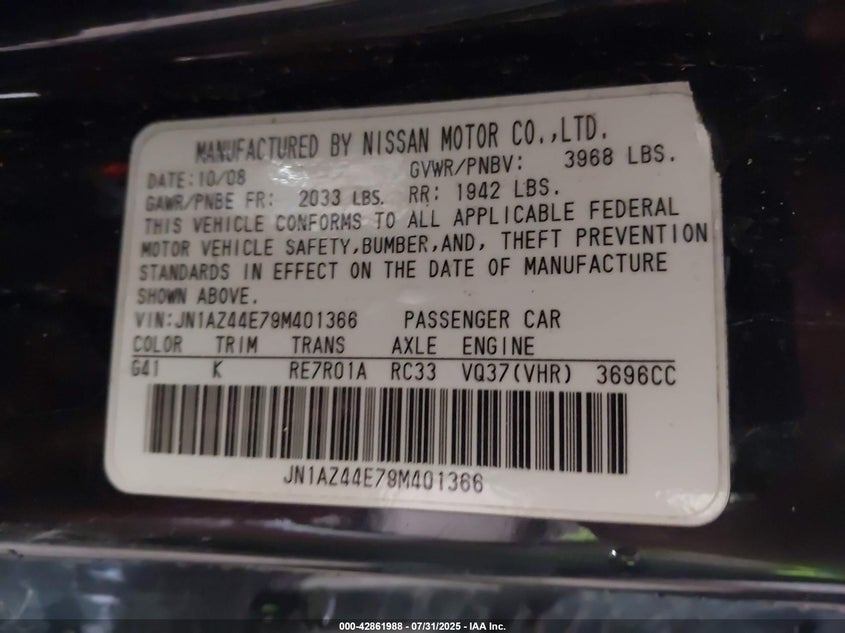 MANUFACTURED BY NISSAN MOTOR CO.,LTD.
DATE:10/08 GVWR/PNBV: 3968 LBS.
GAWR/PNBE FR: 2033 LBS. RR: 1942 LBS.
THIS VEHICLE CONFORMS TO ALL APPLICABLE FEDERAL
MOTOR VEHICLE SAFETY,BUMBER,AND, THEFT PREVENTION
STANDARDS IN EFFECT ON THE DATE OF MANUFACTURE
SHOWN ABOVE.
VIN:JN1AZ44E79M401366 PASSENGER CAR
COLOR TRIM TRANS AXLE ENGINE
G41 K RE7R01A RC33 VQ37(VHR) 3696CC
JN1AZ44E79M401366
000-42861988 - 07/31/2025 - IAA Inc.